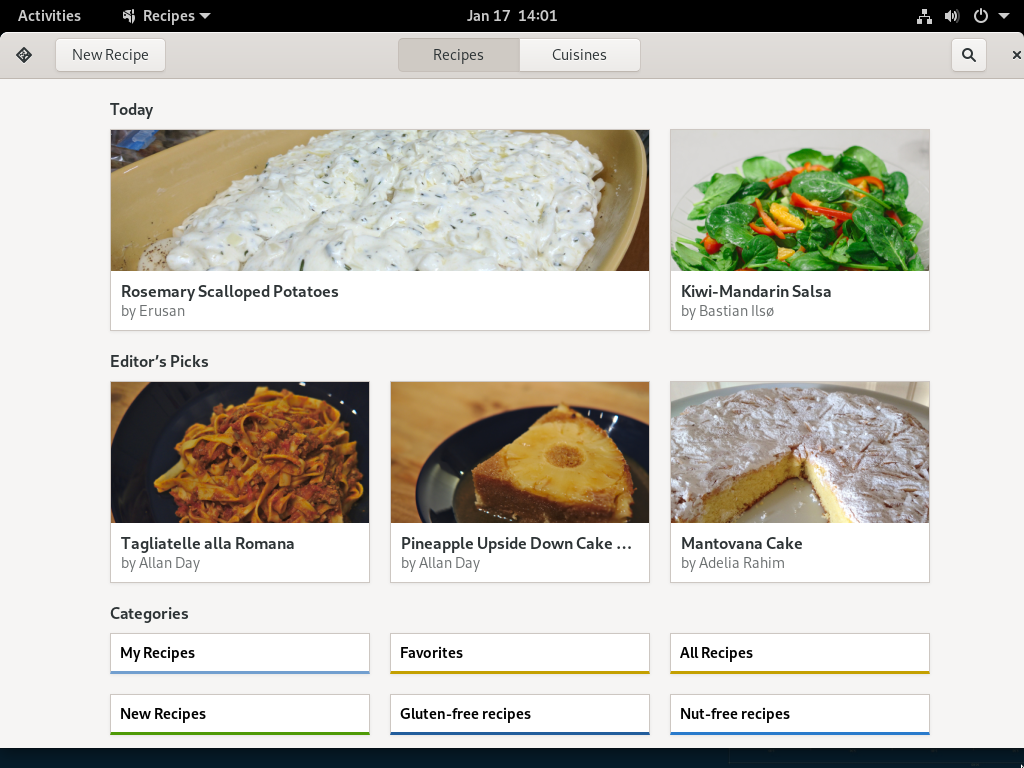 Activities
Recipes
Jan 17 14:01
New Recipe
Recipes
Cuisines
Today
Rosemary Scalloped Potatoes
by Erusan
Kiwi-Mandarin Salsa
by Bastian Ilsø
Editor’s Picks
Tagliatelle alla Romana
by Allan Day
Pineapple Upside Down Cake …
by Allan Day
Mantovana Cake
by Adelia Rahim
Categories
My Recipes
Favorites
All Recipes
New Recipes
Gluten-free recipes
Nut-free recipes